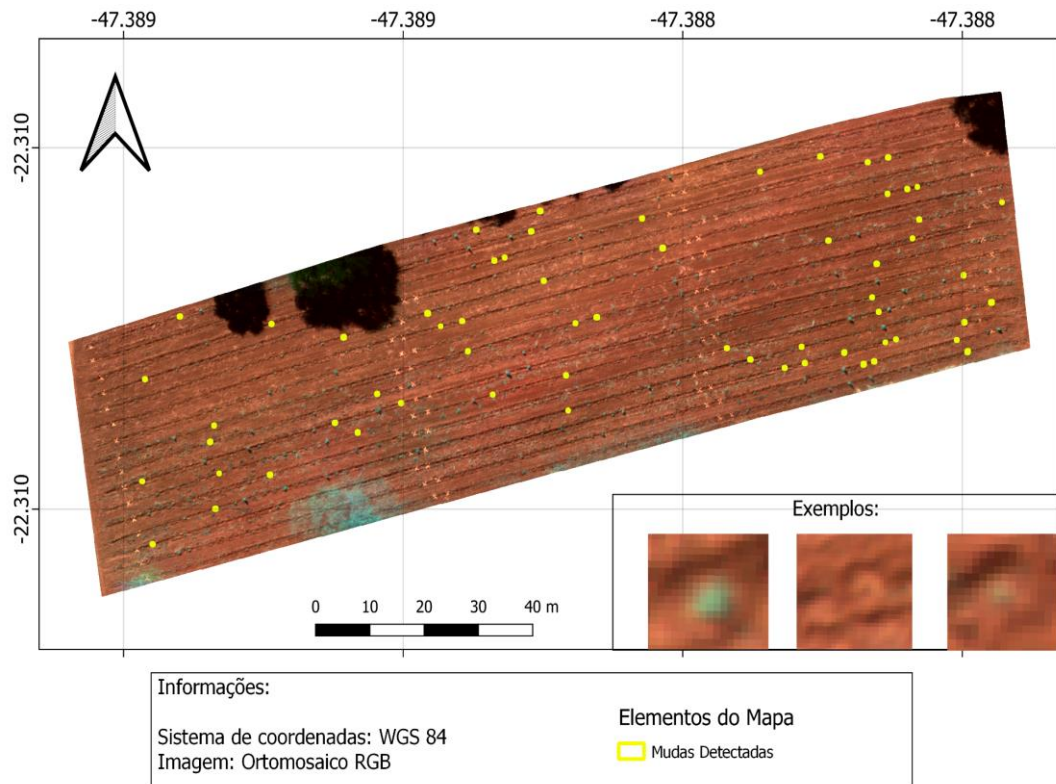 -47.389 -47.389 -47.388 -47.388
-22.310
-22.310
Exemplos:
0 10 20 30 40 m
Informações:
Sistema de coordenadas: WGS 84
Imagem: Ortomosaico RGB
Elementos do Mapa
Mudas Detectadas